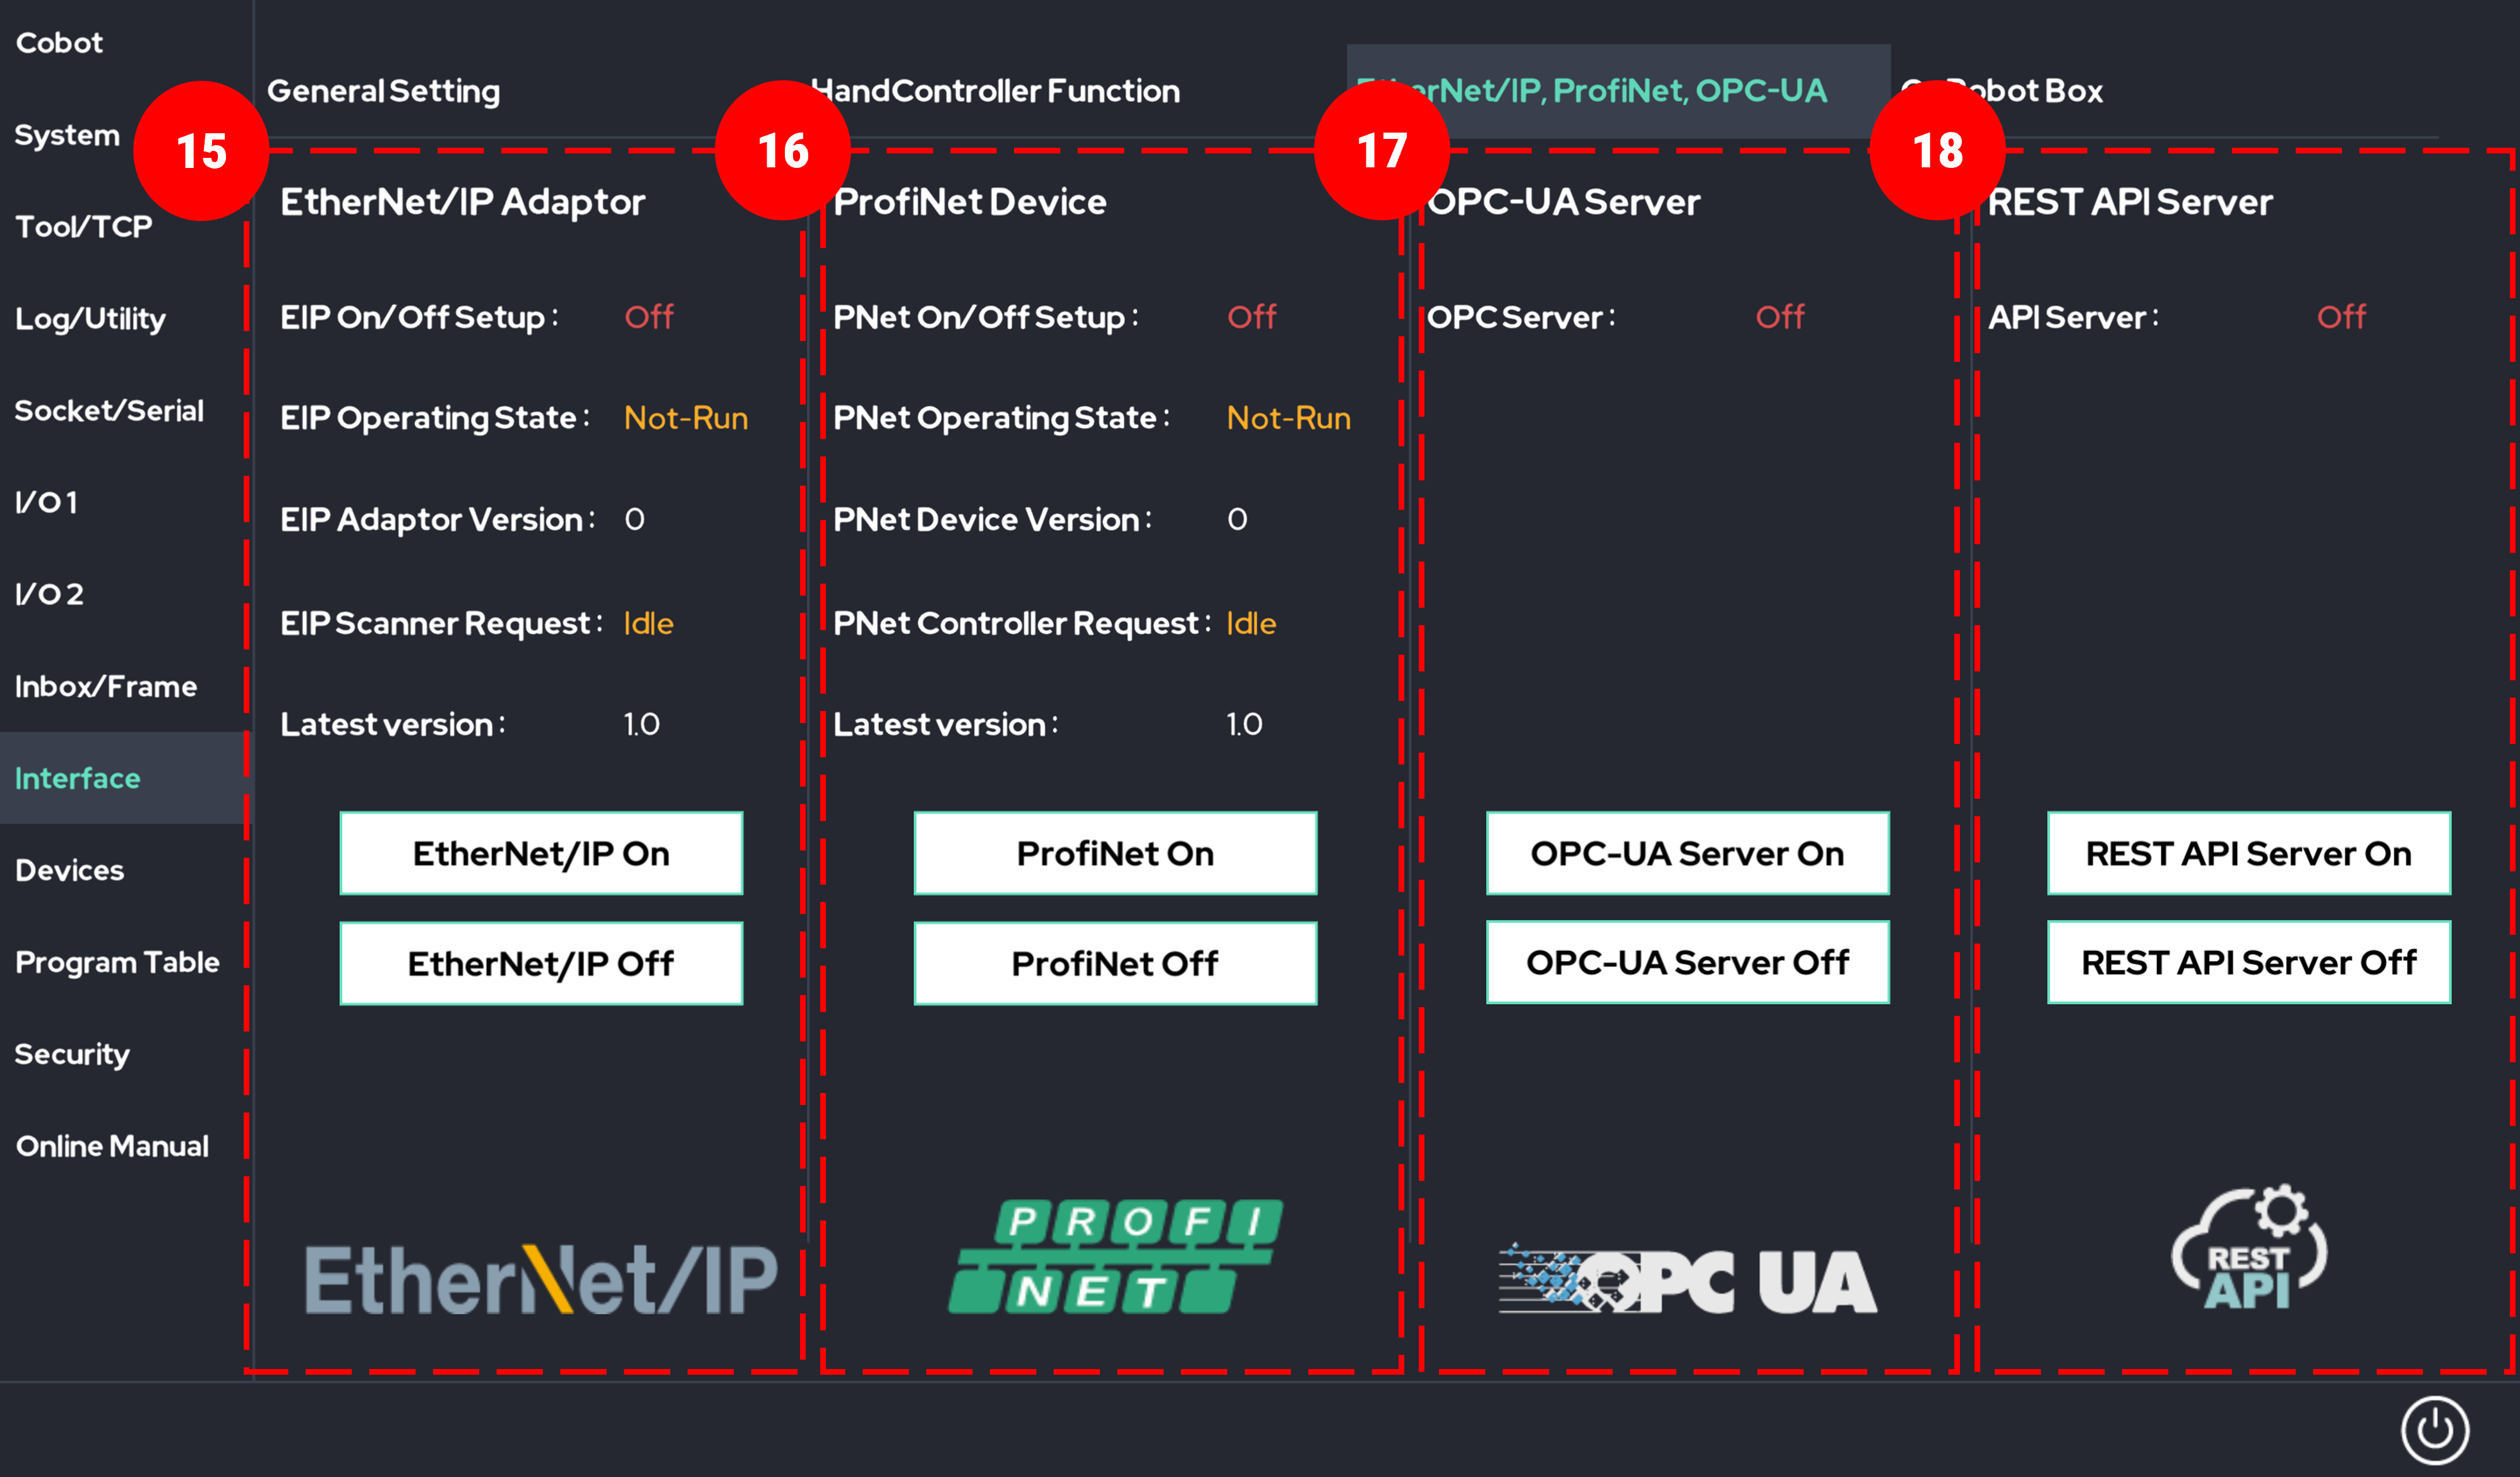 Cobot
System
Tool/TCP
Log/Utility
Socket/Serial
I/O 1
I/O 2
Inbox/Frame
Interface
Devices
Program Table
Security
Online Manual
General Setting
HandController Function
EtherNet/IP, ProfiNet, OPC-UA
Robot Box
15
16
17
18
EtherNet/IP Adaptor
EIP On/Off Setup : Off
EIP Operating State : Not-Run
EIP Adaptor Version : 0
EIP Scanner Request : Idle
Latest version : 1.0
EtherNet/IP On
EtherNet/IP Off
EtherNet/IP
ProfiNet Device
PNet On/Off Setup : Off
PNet Operating State : Not-Run
PNet Device Version : 0
PNet Controller Request : Idle
Latest version : 1.0
ProfiNet On
ProfiNet Off
PROFI
NET
OPC-UA Server
OPC Server : Off
OPC-UA Server On
OPC-UA Server Off
OPC UA
REST API Server
API Server : Off
REST API Server On
REST API Server Off
REST
API